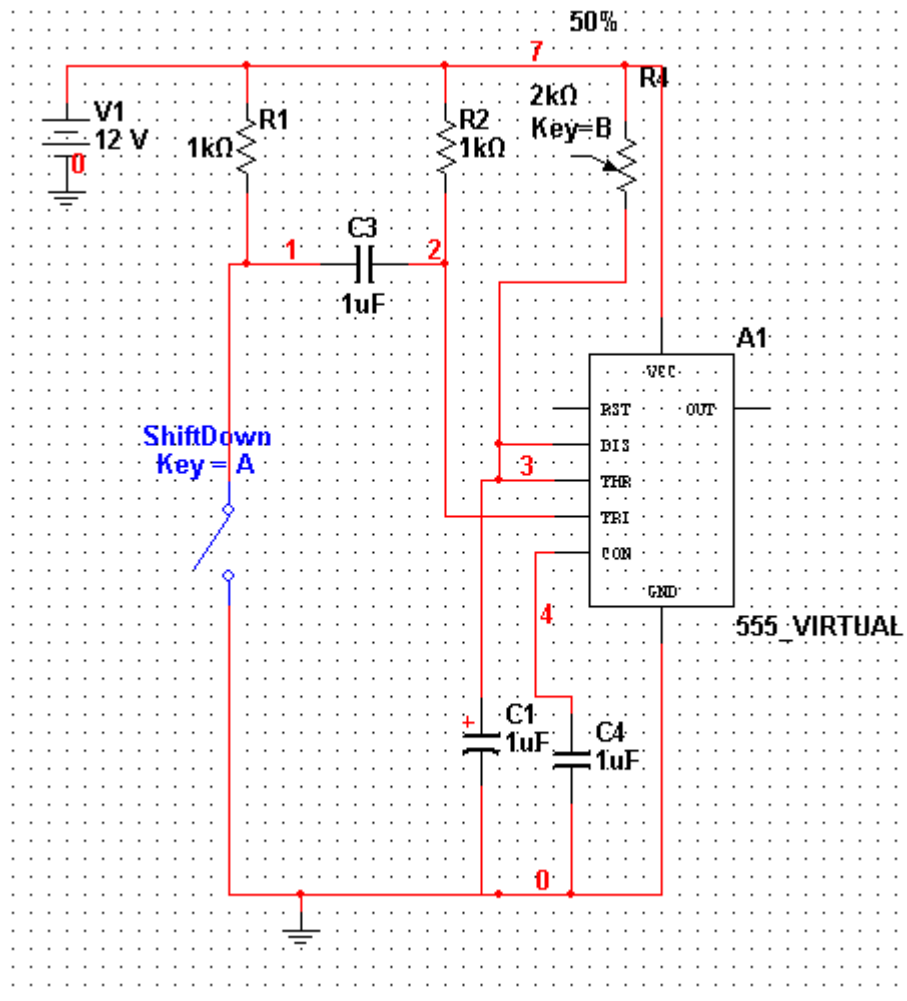 50%
7
R4
V1
12 V
0
R1
1kΩ
R2
1kΩ
2kΩ
Key=B
C3
1
2
1uF
A1
VCC
RST
OUT
DIS
ShiftDown
Key = A
3
THR
TRI
CON
GND
4
555_VIRTUAL
+
C1
1uF
C4
1uF
0